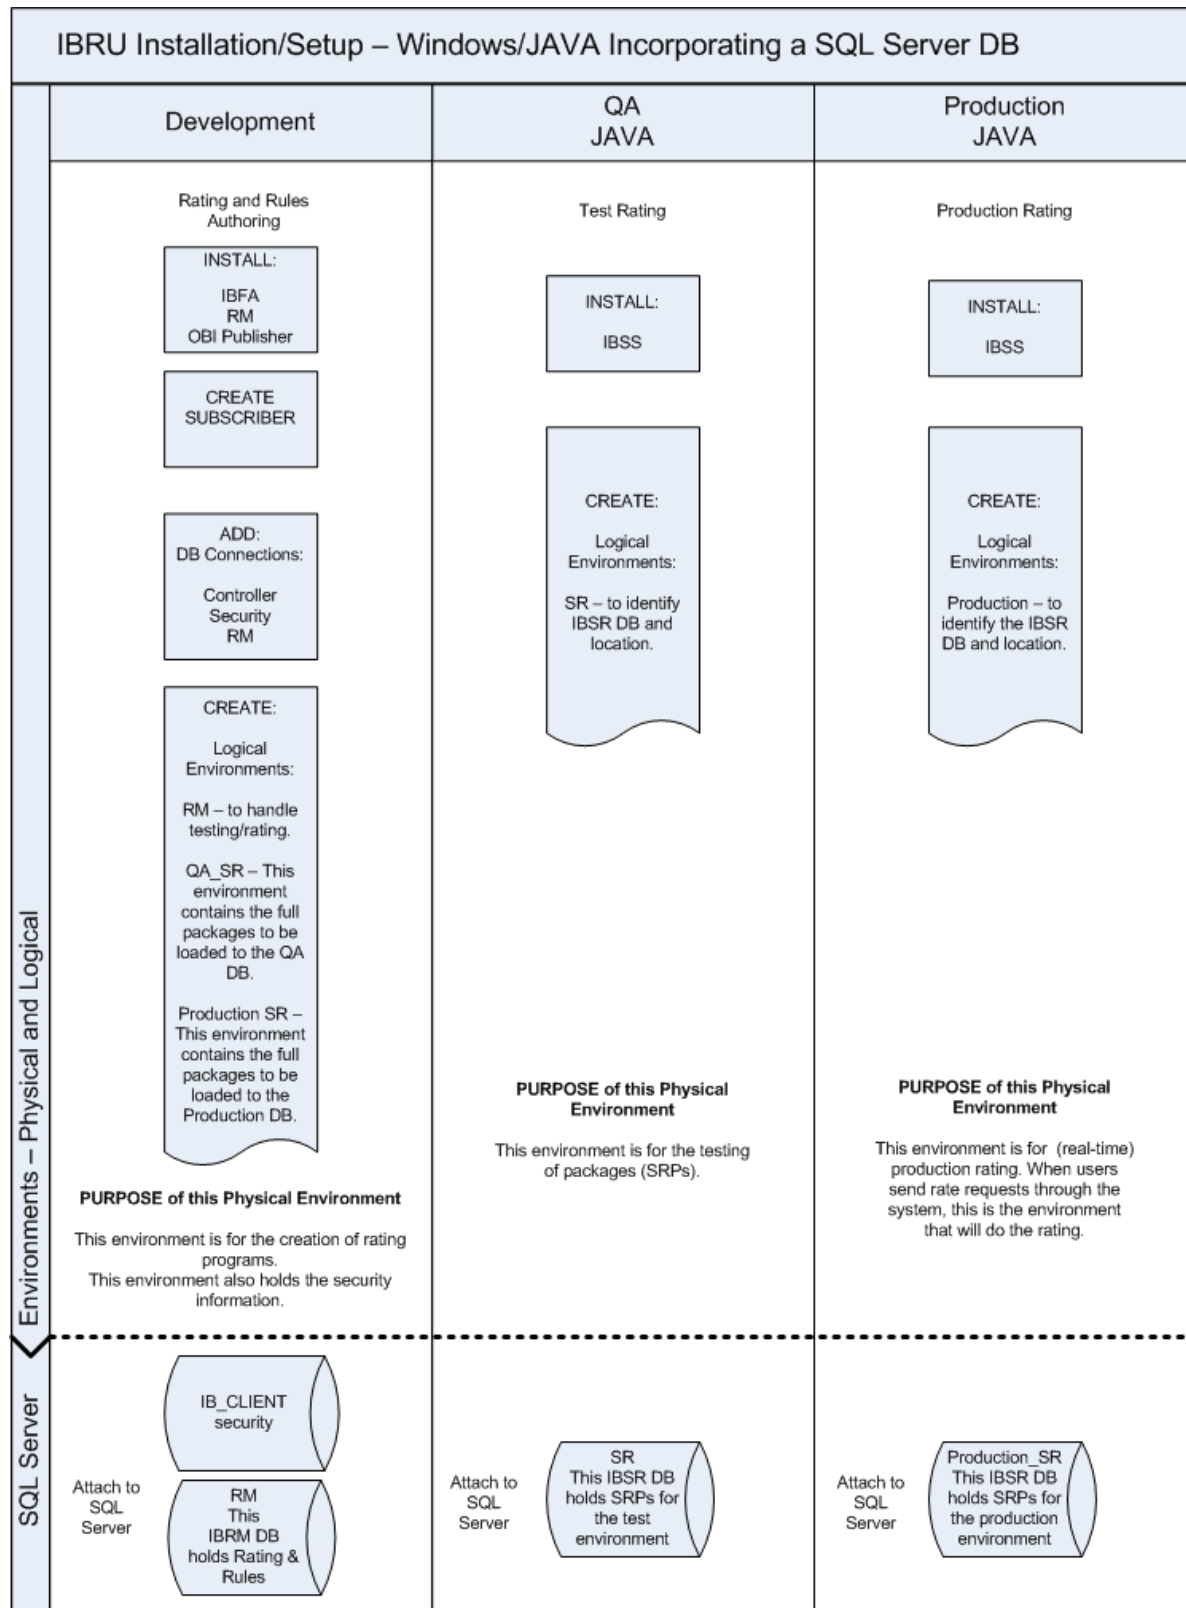 IBRU Installation/Setup – Windows/JAVA Incorporating a SQL Server DB
Environments – Physical and Logical
Development
Rating and Rules
Authoring
INSTALL:
IBFA
RM
OBI Publisher
CREATE
SUBSCRIBER
ADD:
DB Connections:
Controller
Security
RM
CREATE:
Logical
Environments:
RM – to handle
testing/rating.
QA_SR – This
environment
contains the full
packages to be
loaded to the QA
DB.
Production SR –
This environment
contains the full
packages to be
loaded to the
Production DB.
PURPOSE of this Physical Environment
This environment is for the creation of rating
programs.
This environment also holds the security
information.
QA
JAVA
Test Rating
INSTALL:
IBSS
CREATE:
Logical
Environments:
SR – to identify
IBSR DB and
location.
PURPOSE of this Physical
Environment
This environment is for the testing
of packages (SRPs).
Production
JAVA
Production Rating
INSTALL:
IBSS
CREATE:
Logical
Environments:
Production – to
identify the IBSR
DB and location.
PURPOSE of this Physical
Environment
This environment is for (real-time)
production rating. When users
send rate requests through the
system, this is the environment
that will do the rating.
SQL Server
Attach to
SQL
Server
IB_CLIENT
security
RM
This
IBRM DB
holds Rating &
Rules
Attach to
SQL
Server
SR
This IBSR DB
holds SRPs for
the test
environment
Attach to
SQL
Server
Production_SR
This IBSR DB
holds SRPs for
the production
environment